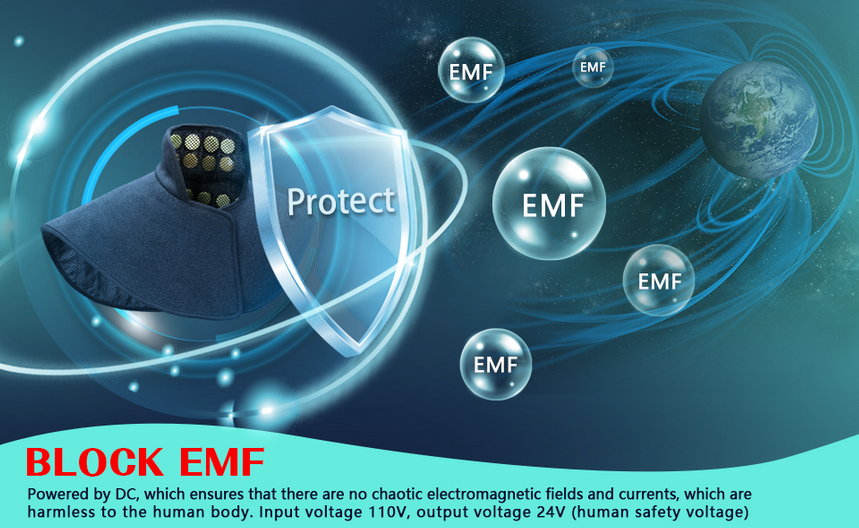 EMF
EMF
Protect
EMF
EMF
EMF
BLOCK EMF
Powered by DC, which ensures that there are no chaotic electromagnetic fields and currents, which are
harmless to the human body. Input voltage 110V, output voltage 24V (human safety voltage)